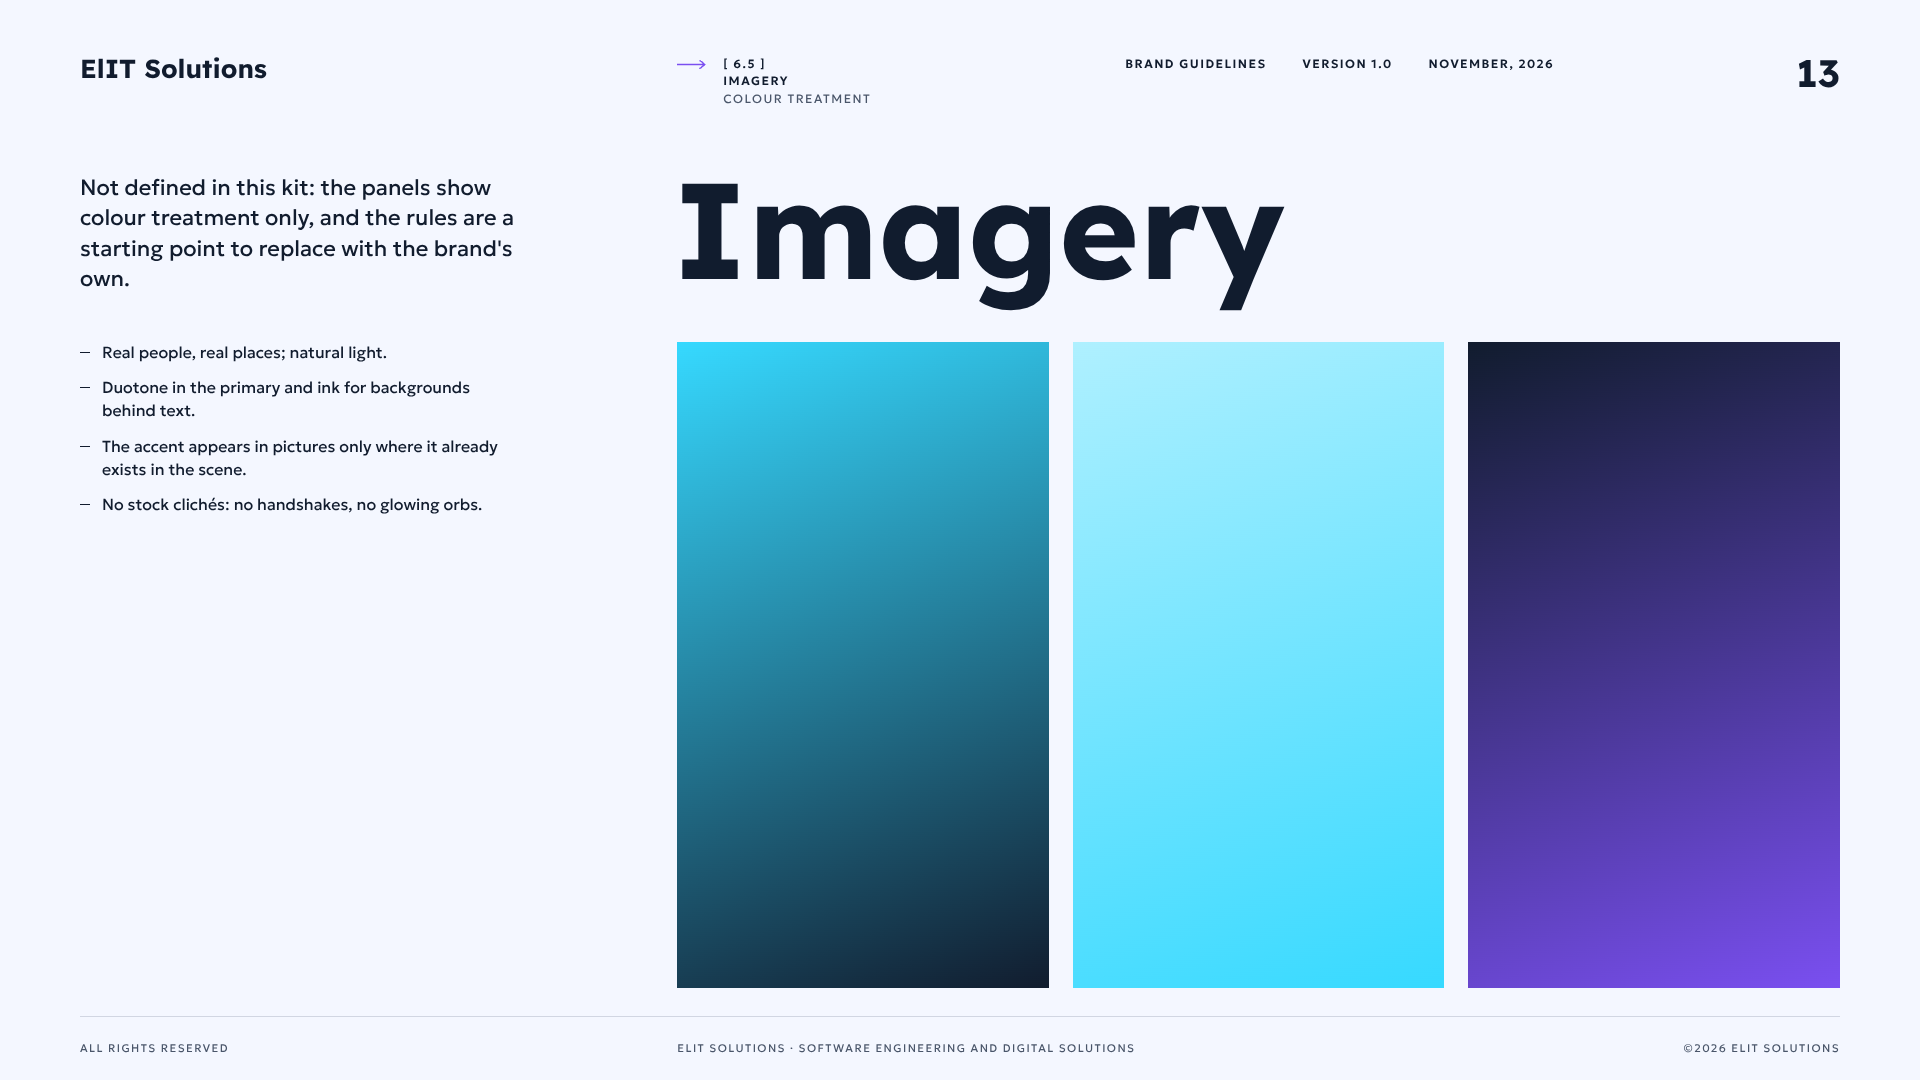 ElIT Solutions
[ 6.5 ]
IMAGERY
COLOUR TREATMENT
BRAND GUIDELINES
VERSION 1.0
NOVEMBER, 2026
13
Not defined in this kit: the panels show
colour treatment only, and the rules are a
starting point to replace with the brand's
own.
– Real people, real places; natural light.
– Duotone in the primary and ink for backgrounds
behind text.
– The accent appears in pictures only where it already
exists in the scene.
– No stock clichés: no handshakes, no glowing orbs.
Imagery
ALL RIGHTS RESERVED
ELIT SOLUTIONS · SOFTWARE ENGINEERING AND DIGITAL SOLUTIONS
©2026 ELIT SOLUTIONS